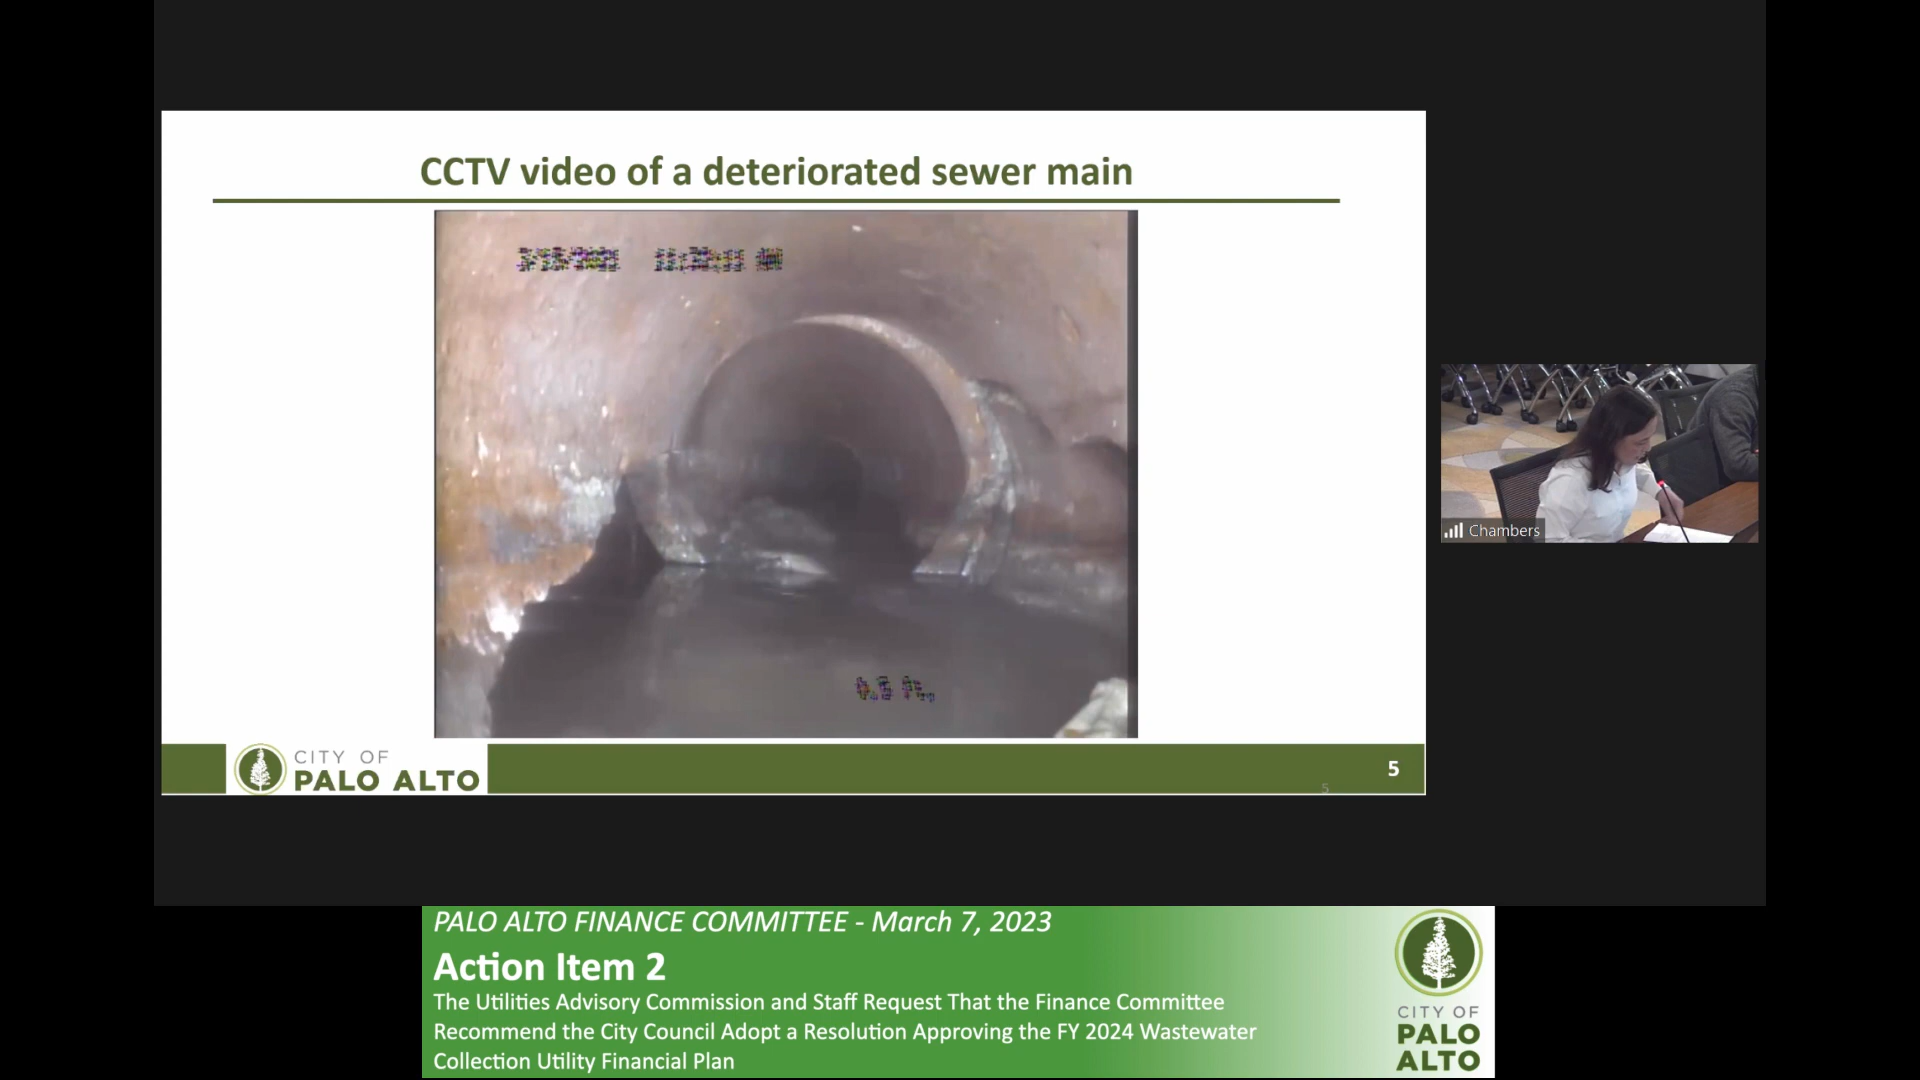 CCTV video of a deteriorated sewer main
CITY OF
PALO ALTO
5
5
Chambers
PALO ALTO FINANCE COMMITTEE - March 7, 2023
Action Item 2
The Utilities Advisory Commission and Staff Request That the Finance Committee
Recommend the City Council Adopt a Resolution Approving the FY 2024 Wastewater
Collection Utility Financial Plan
CITY OF
PALO
ALTO